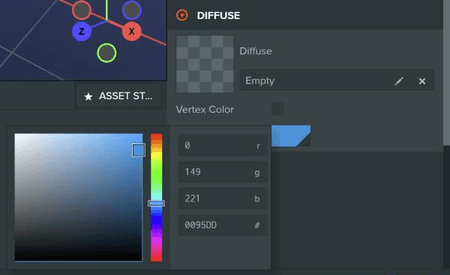 DIFFUSE
Diffuse
Z
X
Empty
ASSET ST...
Vertex Color
0 r
149 g
221 b
0095DD #